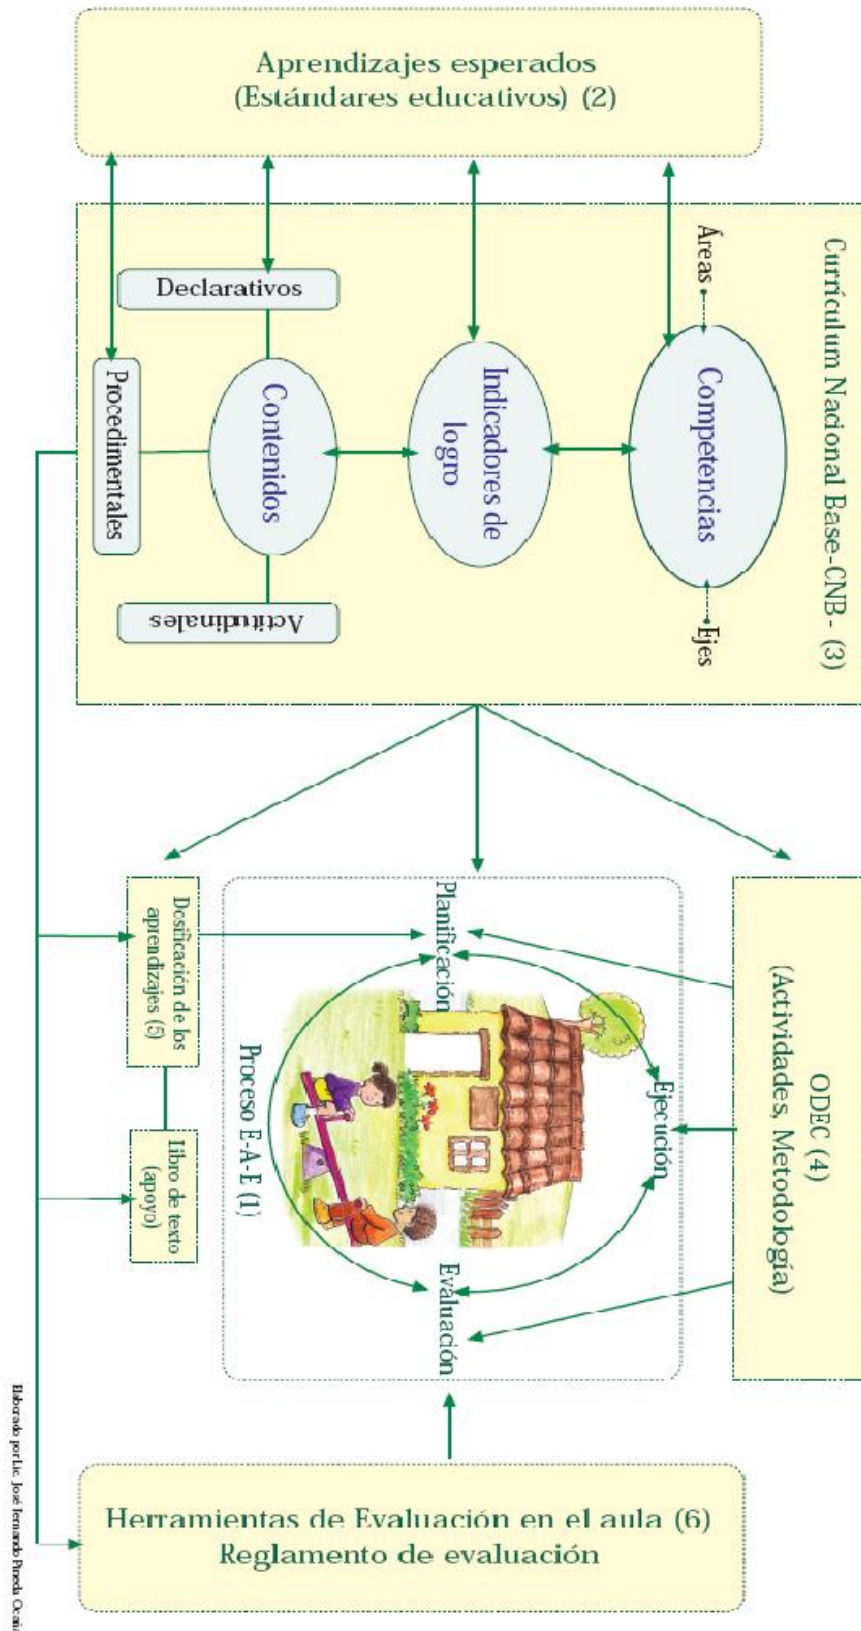 Aprendizajes esperados
(Estándares educativos) (2)
Currículum Nacional Base-CNB- (3)
Áreas
Competencias
Ejes
Indicadores de
logro
Contenidos
Declarativos
Procedimentales
Actitudinales
ODEC (4)
(Actividades, Metodología)
Planificación
Ejecución
Evaluación
Proceso E-A-E (1)
Dosificación de los
aprendizajes (5)
Libro de texto
(apoyo)
Herramientas de Evaluación en el aula (6)
Reglamento de evaluación
Elaborado por Lic. José Fernando Pineda Ocaña